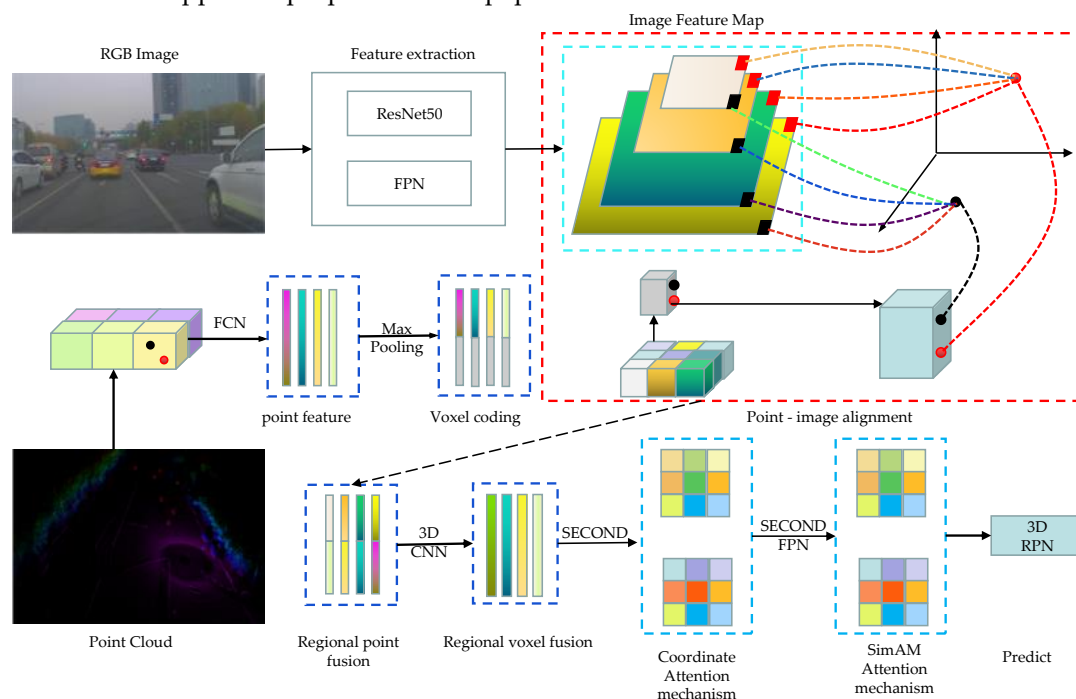 Image Feature Map
RGB Image
Feature extraction
ResNet50
FPN
FCN
Max
Pooling
point feature
Voxel coding
Point - image alignment
3D
CNN
SECOND
SECOND
FPN
3D
RPN
Point Cloud
Regional point
fusion
Regional voxel fusion
Coordinate
Attention
mechanism
SimAM
Attention
mechanism
Predict